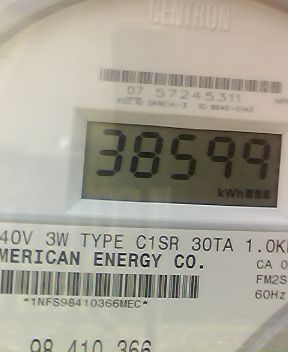 CENTRON®
07 57245311
38599
kWh
40V 3W TYPE C1SR 30TA 1.0K
MERICAN ENERGY CO.
CA 0
FM2S
*1NFS98410366MEC*
60Hz
98 410 366